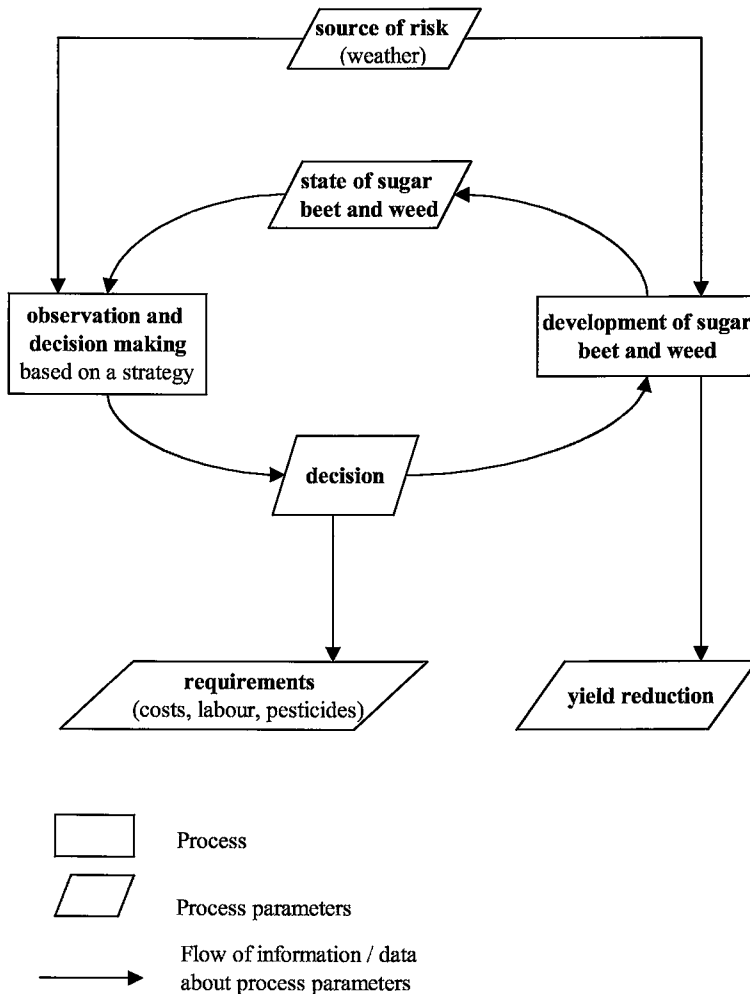 source of risk
(weather)
state of sugar
beet and weed
observation and
decision making
based on a strategy
development of sugar
beet and weed
decision
requirements
(costs, labour, pesticides)
yield reduction
Process
Process parameters
Flow of information / data
about process parameters